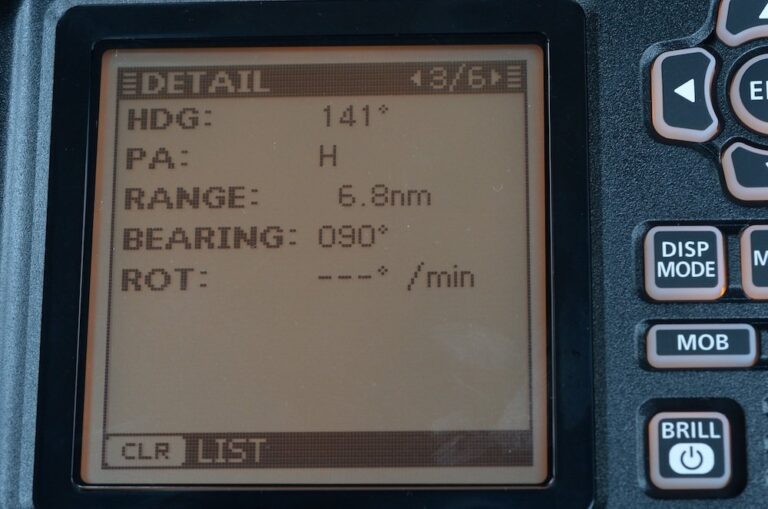 DETAIL 3/6
HDG: 141°
PA: H
RANGE: 6.8nm
BEARING: 090°
ROT: ---° /min
CLR LIST
DISP
MODE
MOB
BRILL